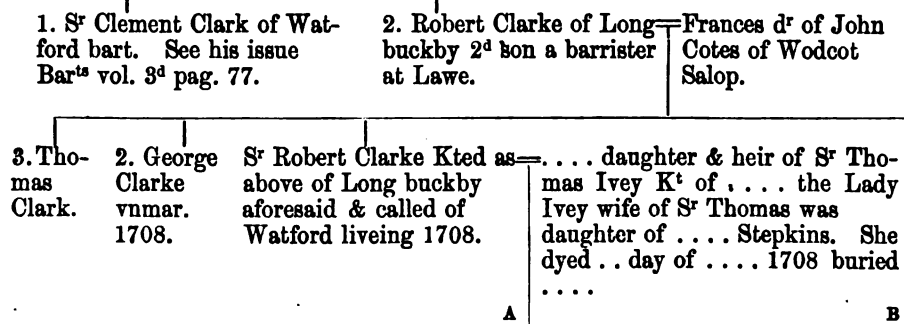 1. Sr Clement Clark of Wat-
ford bart. See his issue
Barts vol. 3d pag. 77.
2. Robert Clarke of Long
buckby 2d son a barrister
at Lawe.
Frances dr of John
Cotes of Wodcot
Salop.
3. Tho-
mas
Clark.
2. George
Clarke
vnmar.
1708.
Sr Robert Clarke Kted as
above of Long buckby
aforesaid & called of
Watford liveing 1708.
. . . . daughter & heir of Sr Tho-
mas Ivey Kt of . . . . the Lady
Ivey wife of Sr Thomas was
daughter of . . . . Stepkins. She
dyed . . day of . . . . 1708 buried
. . . .
A
B